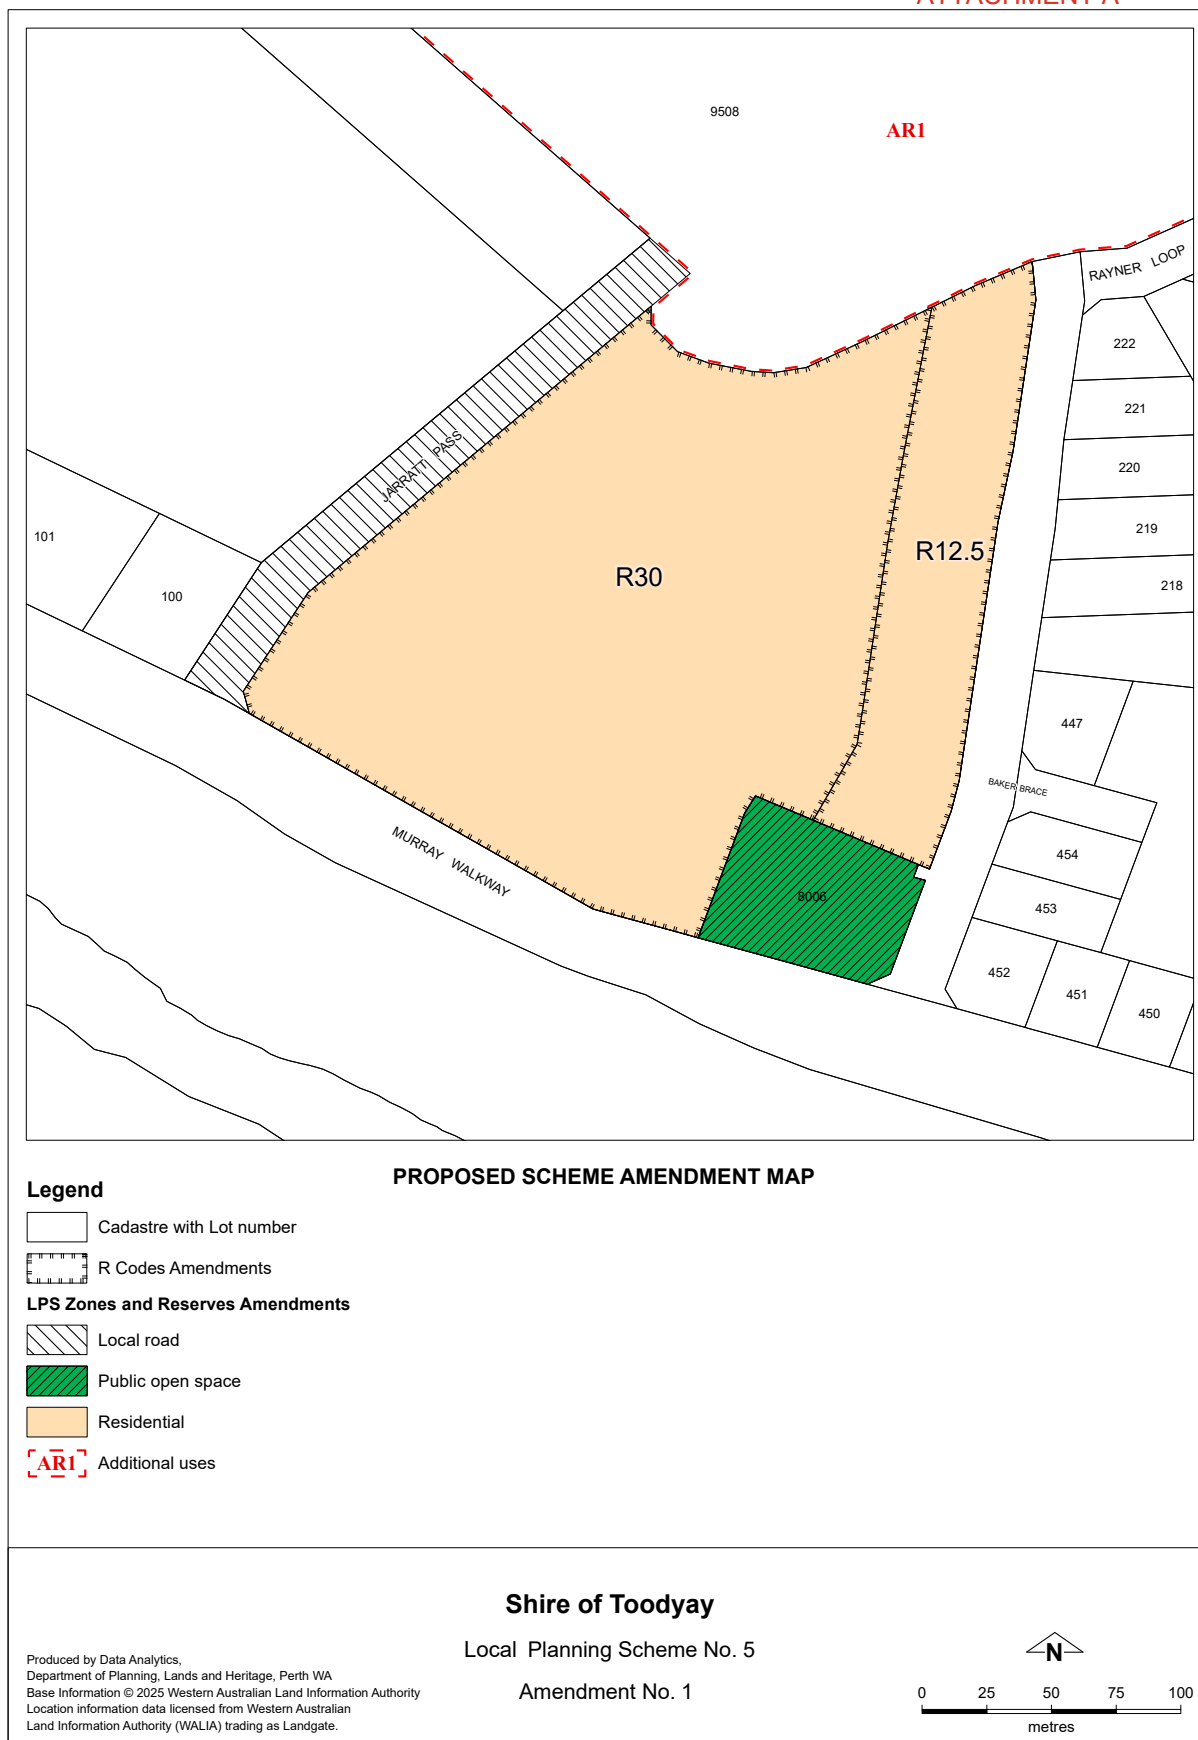 ATTACHMENT A
9508
AR1
RAYNER LOOP
222
221
JARRATT PASS
220
219
101
R12.5
R30
218
100
447
BAKER BRACE
MURRAY WALKWAY
454
8006
453
452
451
450
PROPOSED SCHEME AMENDMENT MAP
Legend
Cadastre with Lot number
R Codes Amendments
LPS Zones and Reserves Amendments
Local road
Public open space
Residential
AR1 Additional uses
Shire of Toodyay
Local Planning Scheme No. 5
Amendment No. 1
Produced by Data Analytics,
Department of Planning, Lands and Heritage, Perth WA
Base Information © 2025 Western Australian Land Information Authority
Location information data licensed from Western Australian
Land Information Authority (WALIA) trading as Landgate.
N
0 25 50 75 100
metres